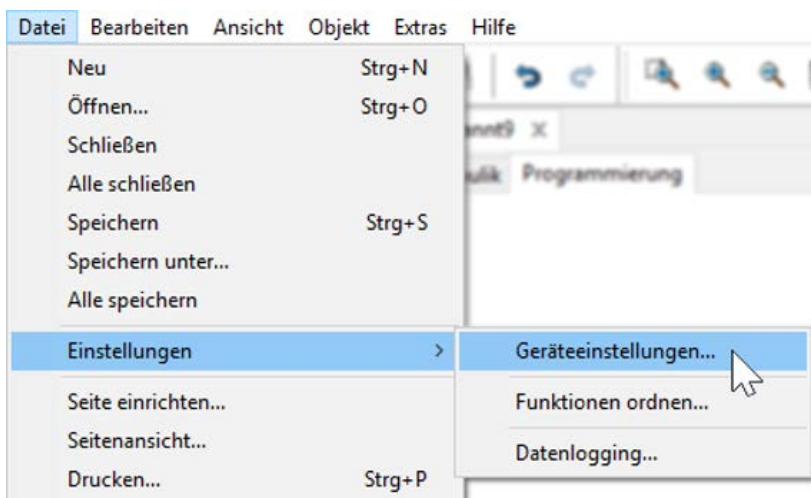 Datei Bearbeiten Ansicht Objekt Extras Hilfe
Neu Strg+N
Öffnen... Strg+O
Schließen
Alle schließen
Speichern Strg+S
Speichern unter...
Alle speichern
Einstellungen >
Seite einrichten...
Seitenansicht...
Drucken... Strg+P
Programmierung
Geräteeinstellungen...
Funktionen ordnen...
Datenlogging...